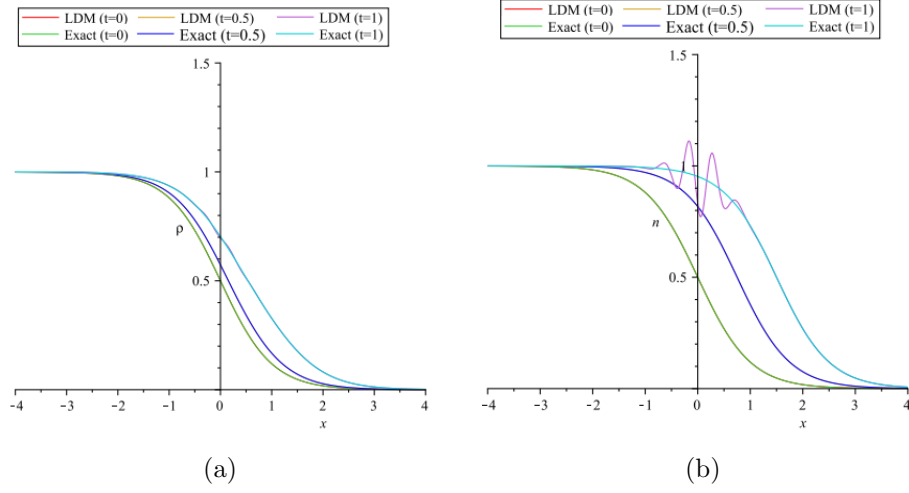 LDM (t=0) LDM (t=0.5) LDM (t=1)
Exact (t=0) Exact (t=0.5) Exact (t=1)
1.5
1
ρ
0.5
−4 −3 −2 −1 0 1 2 3 4
x
(a)
LDM (t=0) LDM (t=0.5) LDM (t=1)
Exact (t=0) Exact (t=0.5) Exact (t=1)
1.5
1
n
0.5
−4 −3 −2 −1 0 1 2 3 4
x
(b)